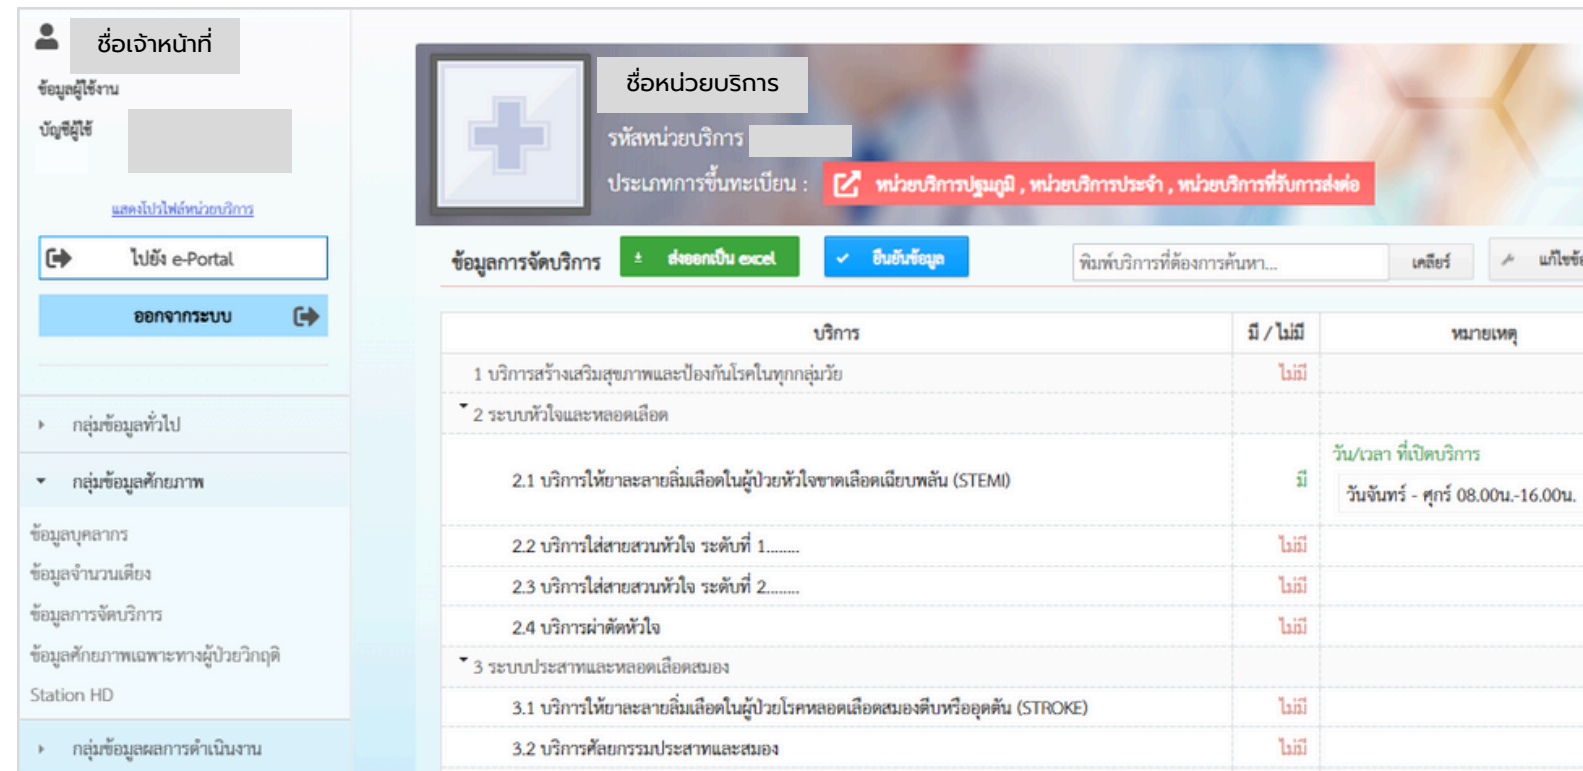 ชื่อเจ้าหน้าที่
ข้อมูลผู้ใช้งาน
บัญชีผู้ใช้
แสดงโปรไฟล์หน่วยบริการ
ไปยัง e-Portal
ออกจากระบบ
กลุ่มข้อมูลทั่วไป
กลุ่มข้อมูลศักยภาพ
ข้อมูลบุคลากร
ข้อมูลจำนวนเตียง
ข้อมูลการจัดบริการ
ข้อมูลศักยภาพเฉพาะทางผู้ป่วยวิกฤติ
Station HD
กลุ่มข้อมูลผลการดำเนินงาน
ชื่อหน่วยบริการ
รหัสหน่วยบริการ
ประเภทการขึ้นทะเบียน : หน่วยบริการปฐมภูมิ , หน่วยบริการประจำ , หน่วยบริการที่รับการส่งต่อ
ข้อมูลการจัดบริการ ส่งออกเป็น excel ยืนยันข้อมูล พิมพ์บริการที่ต้องการค้นหา... เคลียร์ แก้ไขข้อ
บริการ มี / ไม่มี หมายเหตุ
1 บริการสร้างเสริมสุขภาพและป้องกันโรคในทุกกลุ่มวัย ไม่มี
2 ระบบหัวใจและหลอดเลือด
วัน/เวลา ที่เปิดบริการ
2.1 บริการให้ยาละลายลิ่มเลือดในผู้ป่วยหัวใจขาดเลือดเฉียบพลัน (STEMI) มี วันจันทร์ - ศุกร์ 08.00น.-16.00น.
2.2 บริการใส่สายสวนหัวใจ ระดับที่ 1........ ไม่มี
2.3 บริการใส่สายสวนหัวใจ ระดับที่ 2........ ไม่มี
2.4 บริการผ่าตัดหัวใจ ไม่มี
3 ระบบประสาทและหลอดเลือดสมอง
3.1 บริการให้ยาละลายลิ่มเลือดในผู้ป่วยโรคหลอดเลือดสมองตีบหรืออุดตัน (STROKE) ไม่มี
3.2 บริการศัลยกรรมประสาทและสมอง ไม่มี